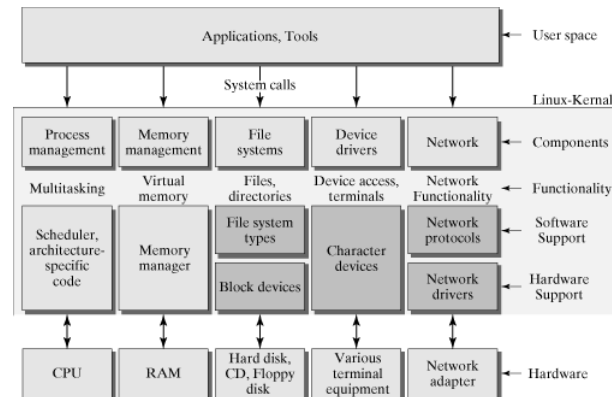 Applications, Tools
User space
System calls
Linux-Kernal
Process management
Memory management
File systems
Device drivers
Network
Components
Multitasking
Virtual memory
Files, directories
Device access, terminals
Network Functionality
Functionality
Scheduler, architecture-specific code
Memory manager
File system types
Character devices
Network protocols
Software Support
Block devices
Network drivers
Hardware Support
CPU
RAM
Hard disk, CD, Floppy disk
Various terminal equipment
Network adapter
Hardware